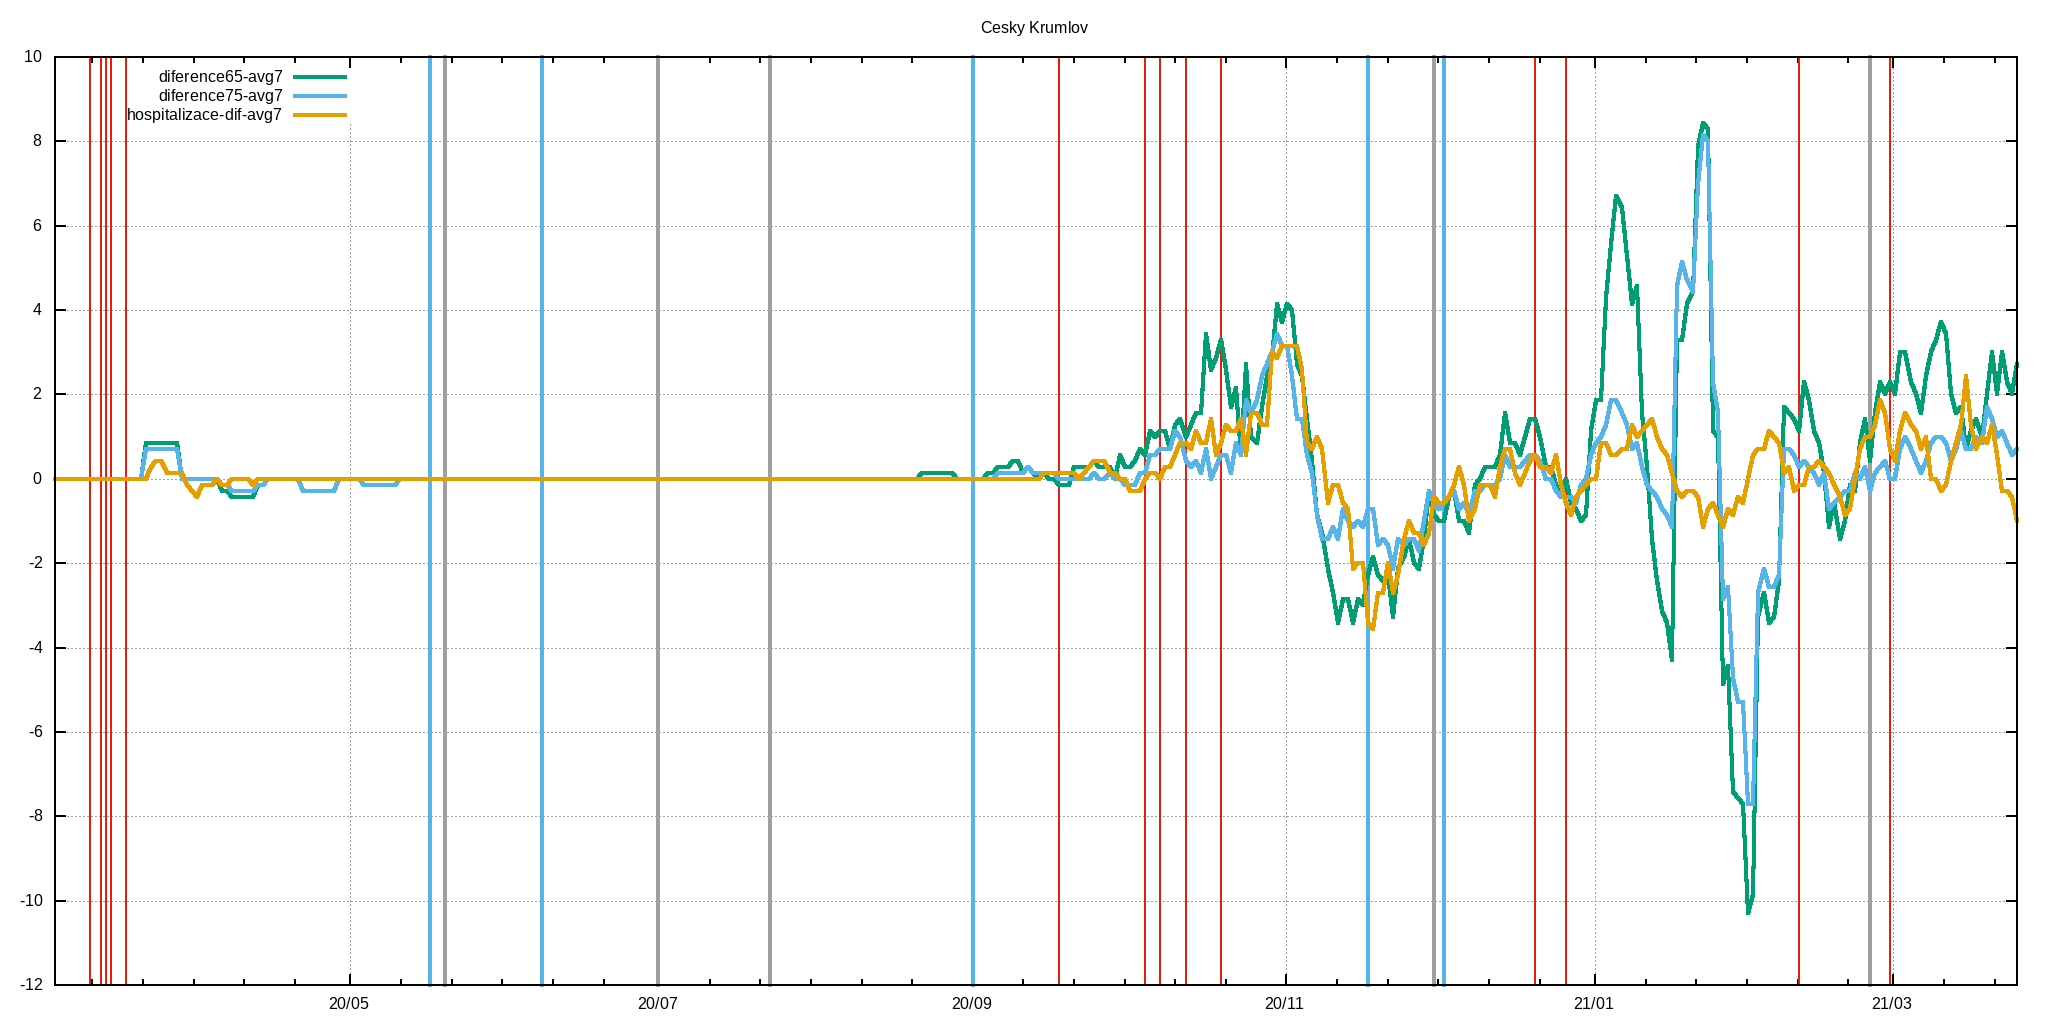 Cesky Krumlov
10
diference65-avg7
diference75-avg7
hospitalizace-dif-avg7
8
6
4
2
0
-2
-4
-6
-8
-10
-12
20/05 20/07 20/09 20/11 21/01 21/03